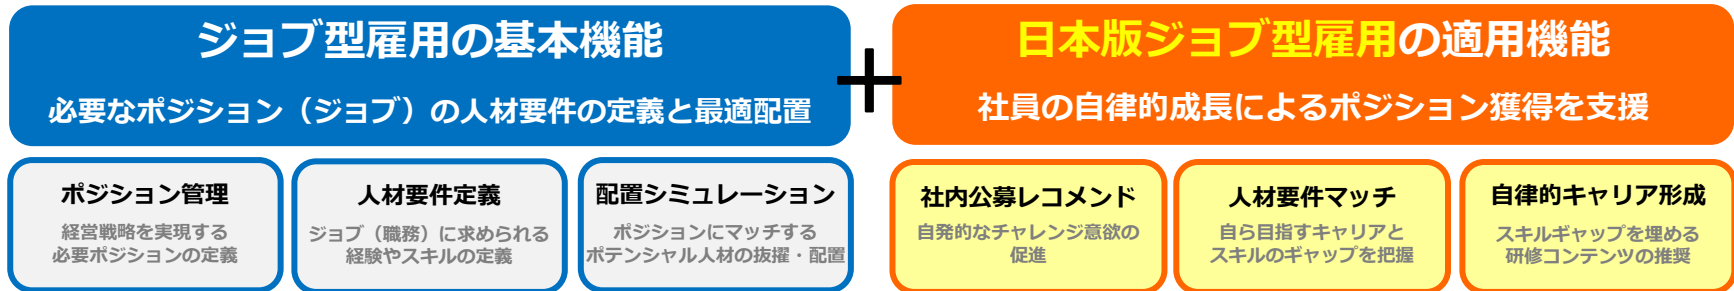 ジョブ型雇用の基本機能
必要なポジション（ジョブ）の人材要件の定義と最適配置
＋
日本版ジョブ型雇用の適用機能
社員の自律的成長によるポジション獲得を支援
ポジション管理
経営戦略を実現する
必要ポジションの定義
人材要件定義
ジョブ（職務）に求められる
経験やスキルの定義
配置シミュレーション
ポジションにマッチする
ポテンシャル人材の抜擢・配置
社内公募レコメンド
自発的なチャレンジ意欲の
促進
人材要件マッチ
自ら目指すキャリアと
スキルのギャップを把握
自律的キャリア形成
スキルギャップを埋める
研修コンテンツの推奨